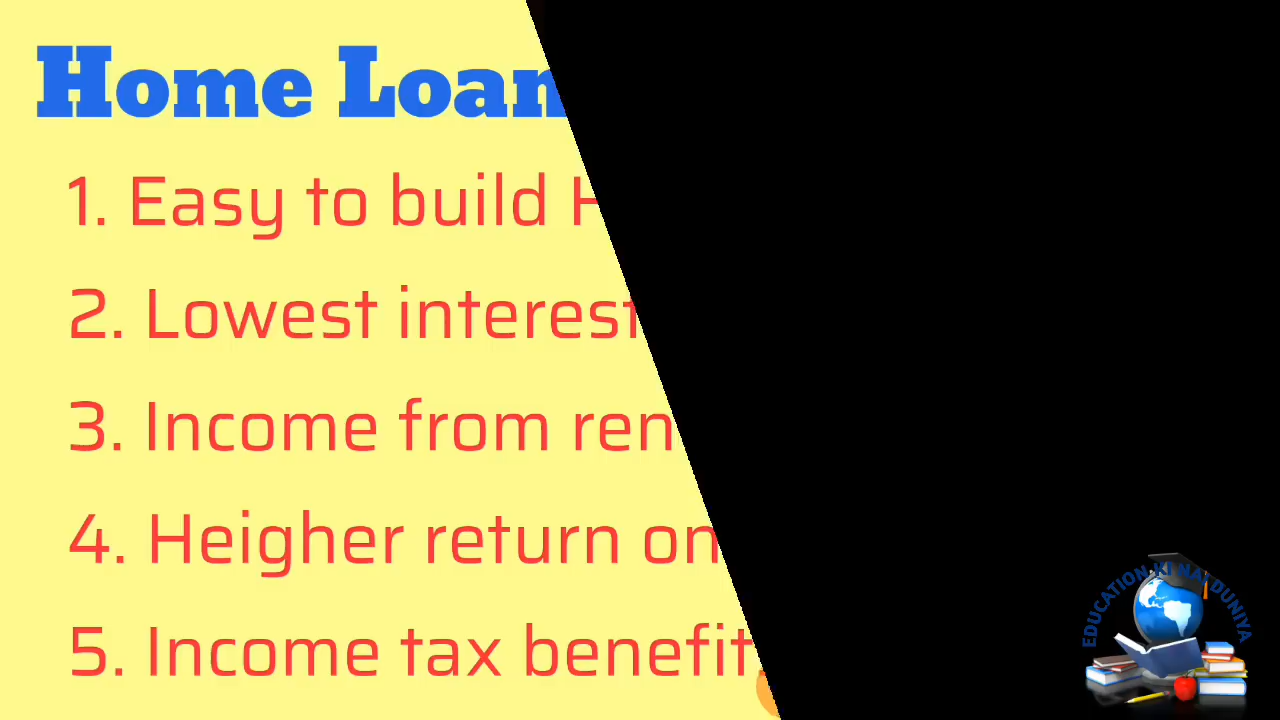 Home Loan
1. Easy to build
2. Lowest interest
3. Income from
4. Heigher return on
5. Income tax benefit
EDUCATION KI NAI DUNIYA